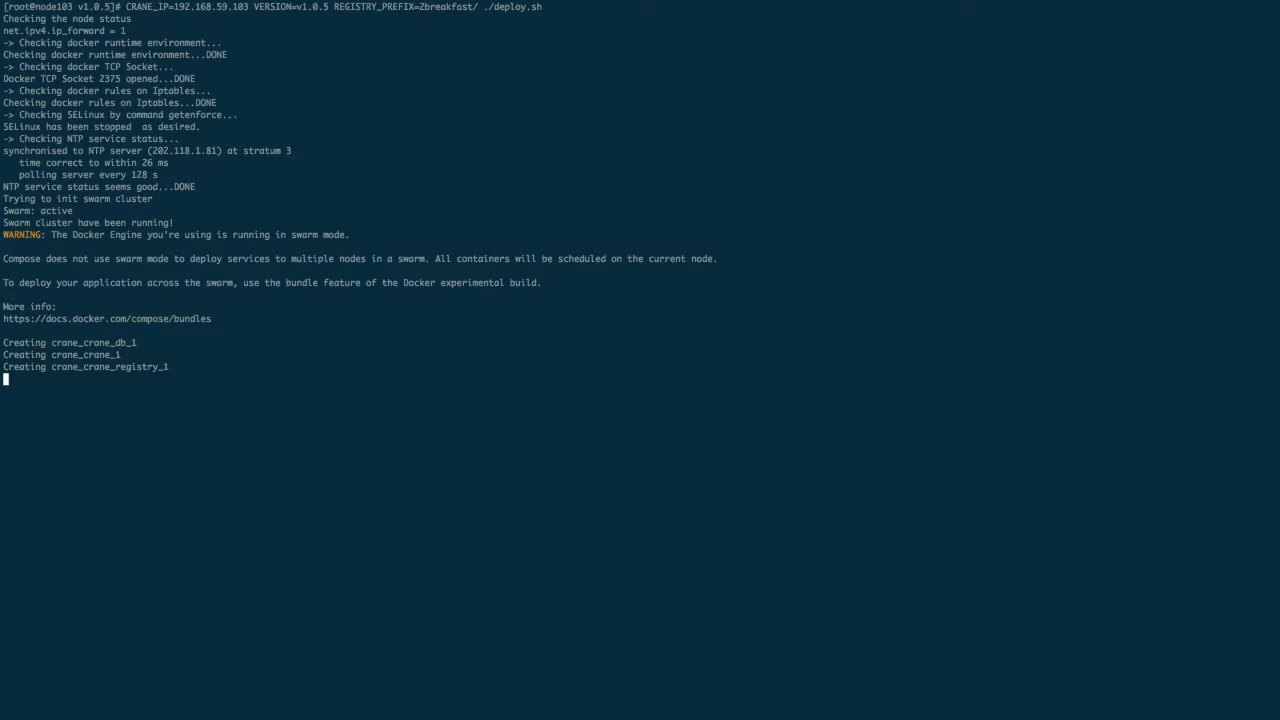 [root@node103 v1.0.5]# CRANE_IP=192.168.59.103 VERSION=v1.0.5 REGISTRY_PREFIX=2breakfast/ ./deploy.sh
Checking the node status
net.ipv4.ip_forward = 1
-> Checking docker runtime environment...
Checking docker runtime environment...DONE
-> Checking docker TCP Socket...
Docker TCP Socket 2375 opened...DONE
-> Checking docker rules on Iptables...
Checking docker rules on Iptables...DONE
-> Checking SELinux by command getenforce...
SELinux has been stopped  as desired.
-> Checking NTP service status...
synchronised to NTP server (202.118.1.81) at stratum 3
   time correct to within 26 ms
   polling server every 128 s
NTP service status seems good...DONE
Trying to init swarm cluster
Swarm: active
Swarm cluster have been running!
WARNING: The Docker Engine you're using is running in swarm mode.
Compose does not use swarm mode to deploy services to multiple nodes in a swarm. All containers will be scheduled on the current node.
To deploy your application across the swarm, use the bundle feature of the Docker experimental build.
More info:
https://docs.docker.com/compose/bundles
Creating crane_crane_db_1
Creating crane_crane_1
Creating crane_crane_registry_1